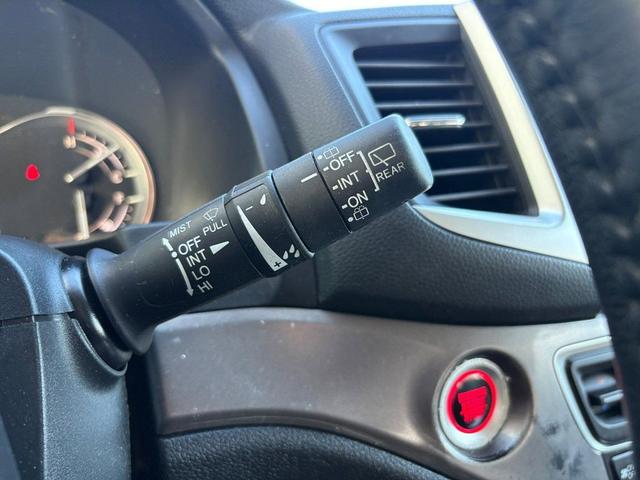 MIST
PULL
OFF
INT
LO
HI
- +
OFF
INT
ON
REAR